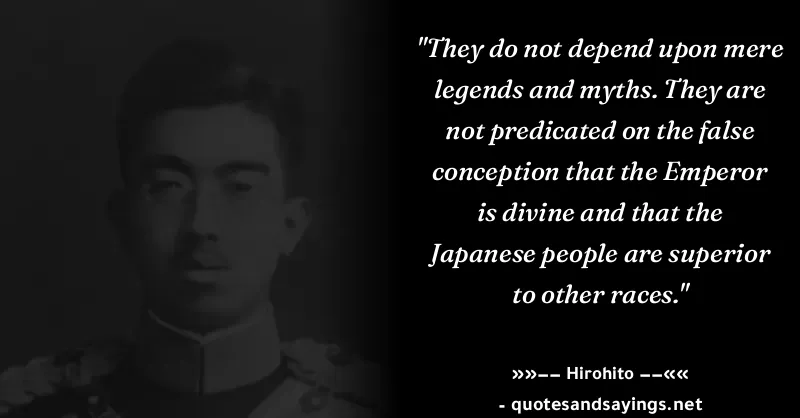 "They do not depend upon mere
legends and myths. They are
not predicated on the false
conception that the Emperor
is divine and that the
Japanese people are superior
to other races."
»»–– Hirohito ––««
- quotesandsayings.net